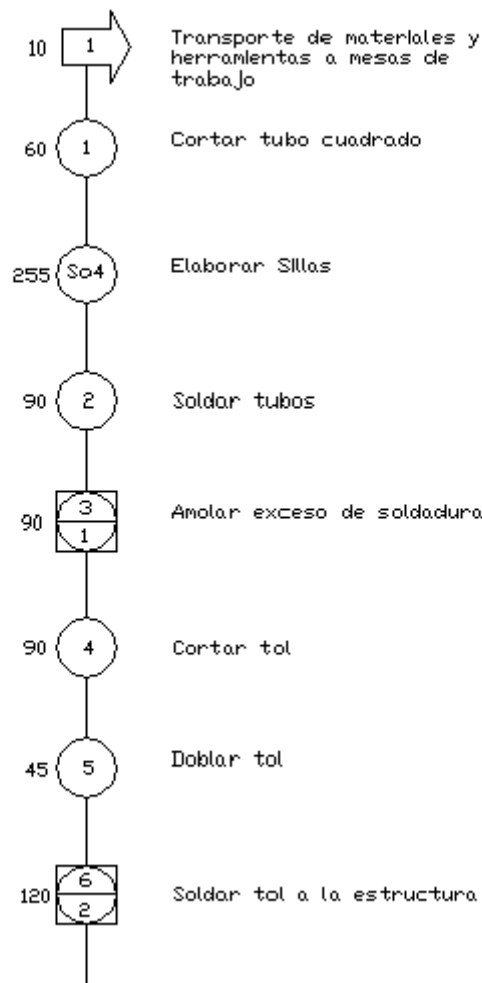 10 1 Transporte de materiales y
herramientas a mesas de
trabajo
60 1 Cortar tubo cuadrado
255 So4 Elaborar Sillas
90 2 Soldar tubos
90 3 Amolar exceso de soldadura
1
90 4 Cortar tol
45 5 Doblar tol
6
120 Soldar tol a la estructura
2